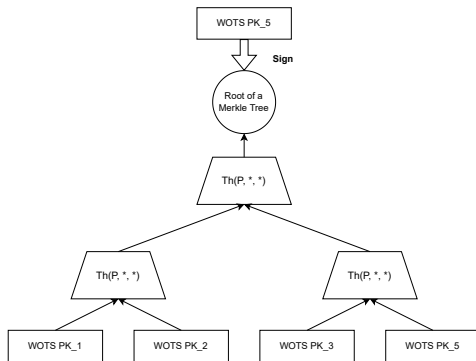 WOTS PK_5
Sign
Root of a
Merkle Tree
Th(P, *, *)
Th(P, *, *)
Th(P, *, *)
WOTS PK_1
WOTS PK_2
WOTS PK_3
WOTS PK_5